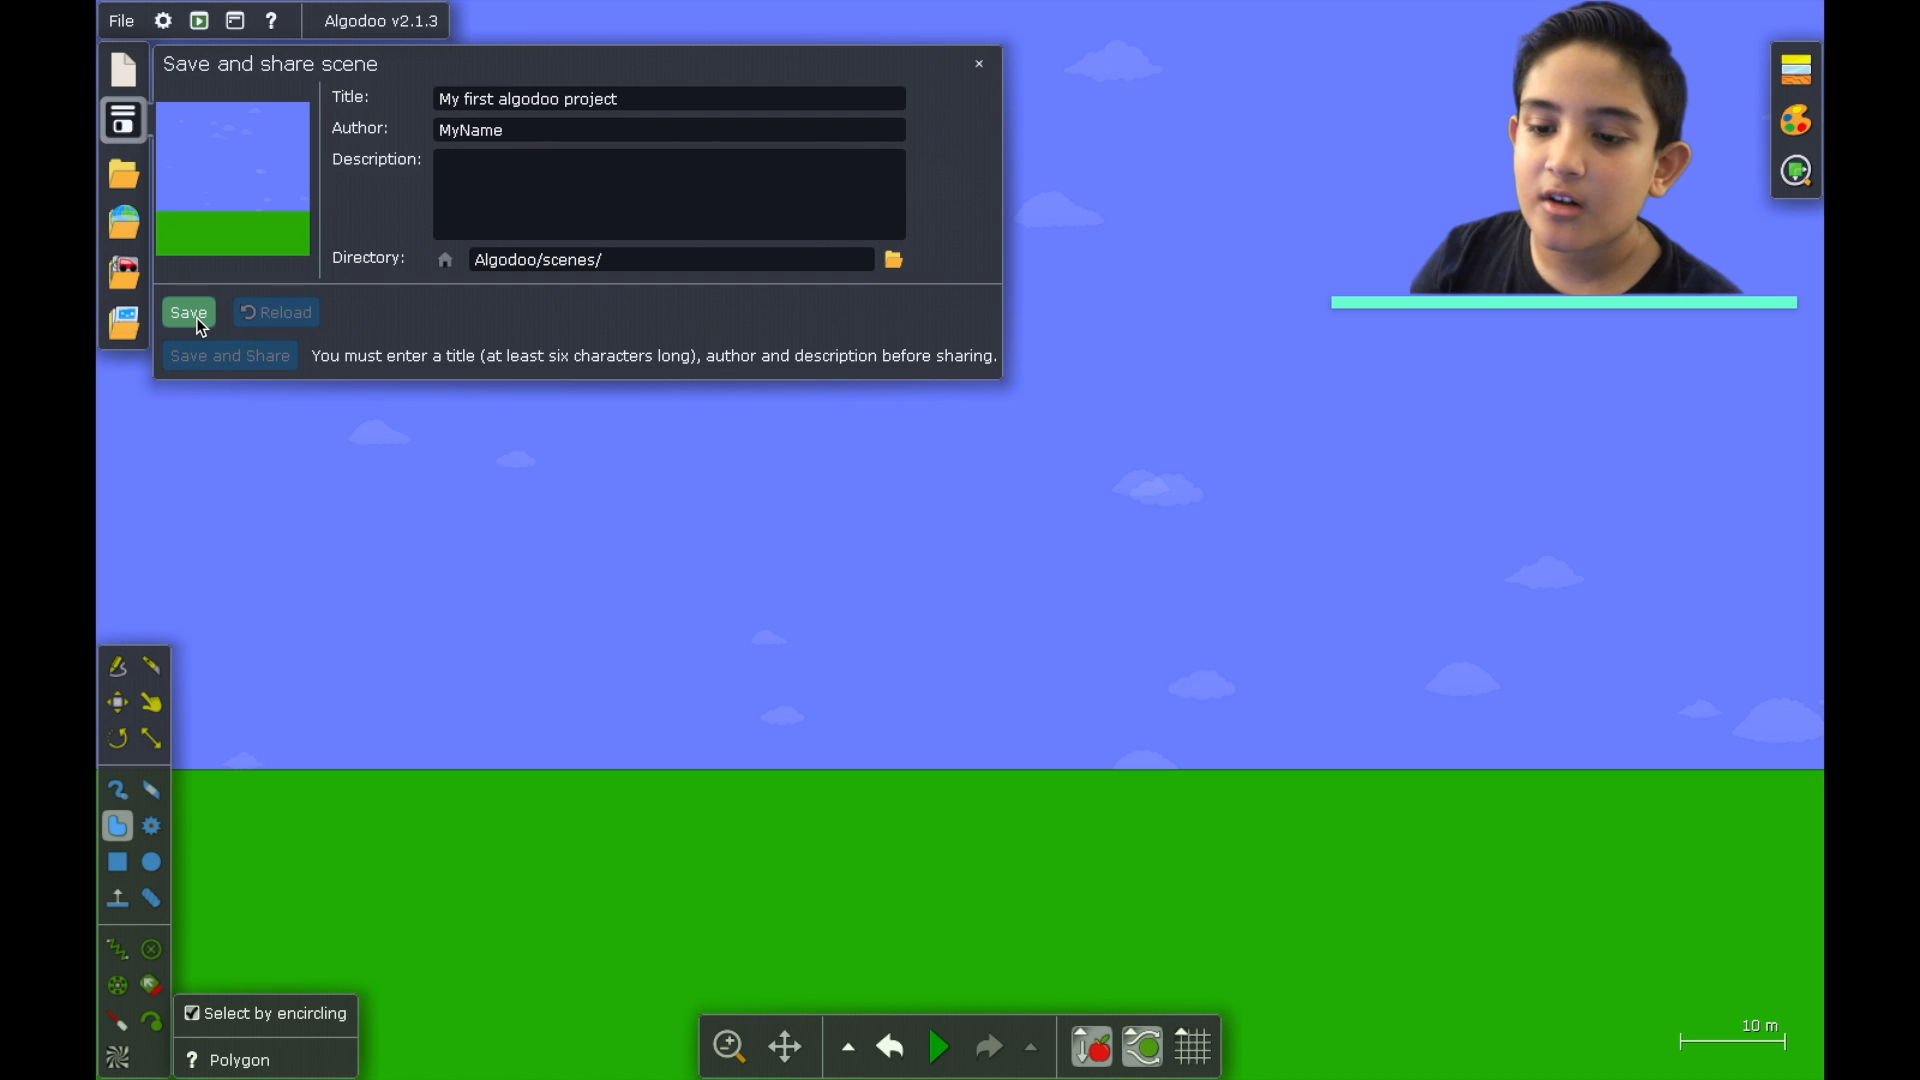 File ? Algodoo v2.1.3
Save and share scene
Title: My first algodoo project
Author: MyName
Description:
Directory: Algodoo/scenes/
Save Reload
Save and Share You must enter a title (at least six characters long), author and description before sharing.
Select by encircling
? Polygon
10 m